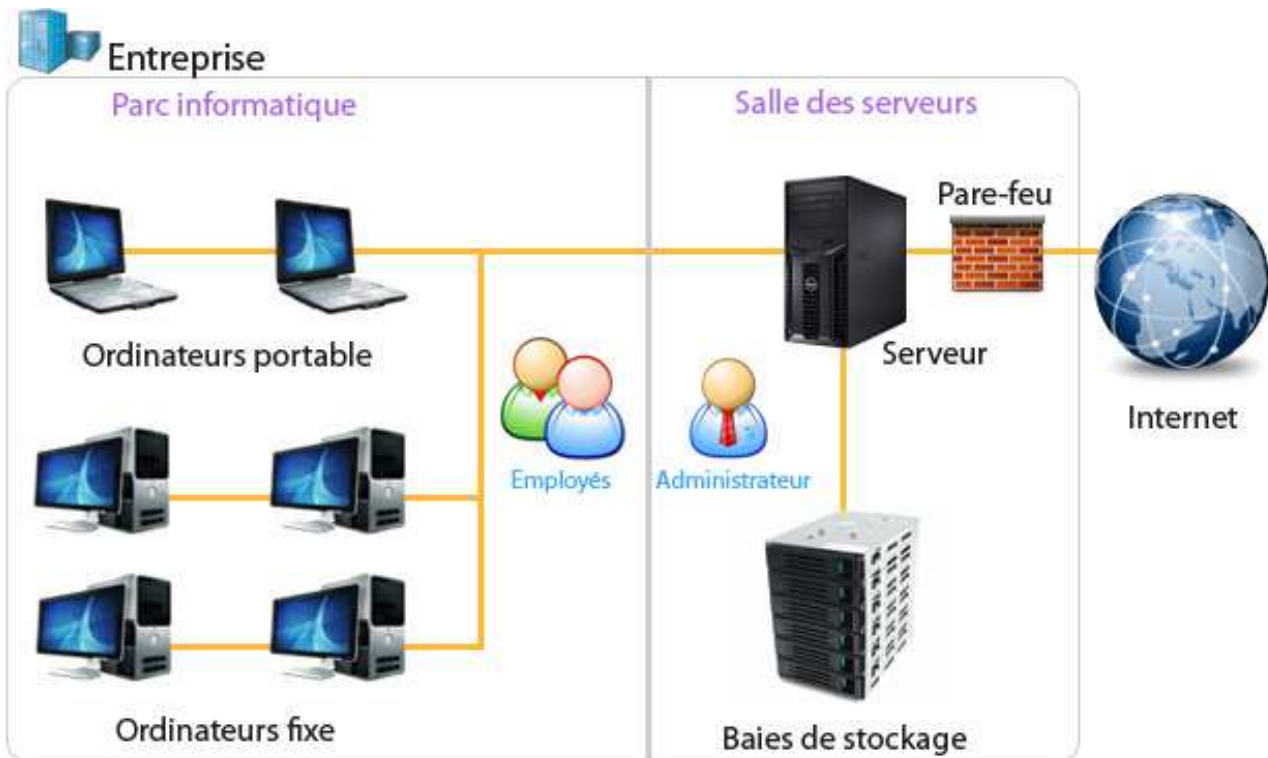 Entreprise
Parc informatique
Salle des serveurs
Pare-feu
Ordinateurs portable
Serveur
Internet
Employés
Administrateur
Ordinateurs fixe
Baies de stockage